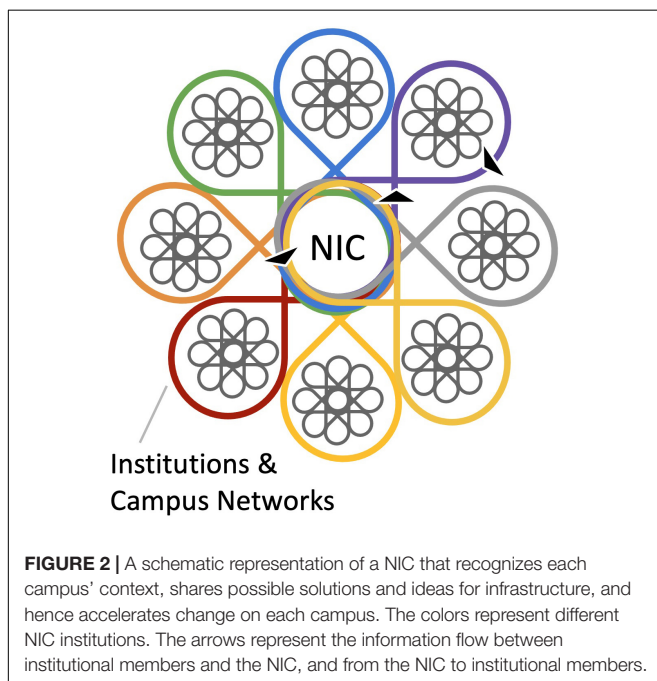 NIC
Institutions &
Campus Networks
FIGURE 2 | A schematic representation of a NIC that recognizes each
campus' context, shares possible solutions and ideas for infrastructure, and
hence accelerates change on each campus. The colors represent different
NIC institutions. The arrows represent the information flow between
institutional members and the NIC, and from the NIC to institutional members.